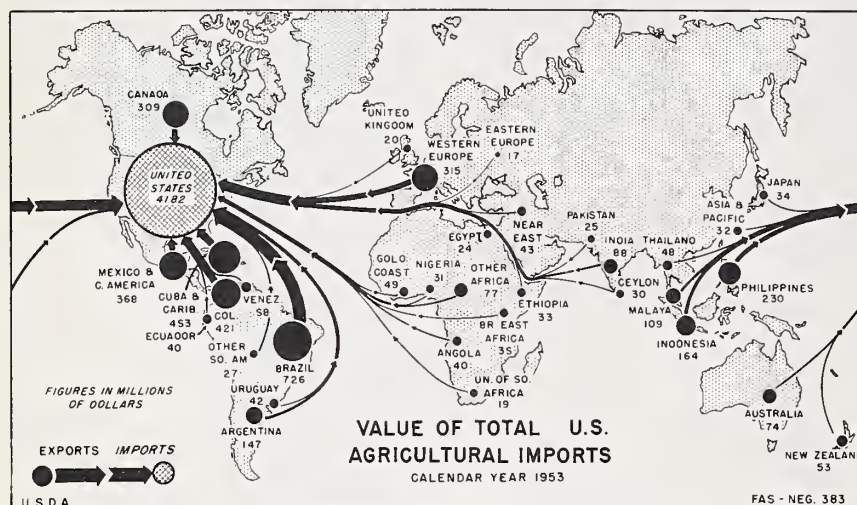 CANADA
309
UNITED
STATES
4182
UNITED
KINGDOM
20
WESTERN
EUROPE
315
EASTERN
EUROPE
17
JAPAN
34
ASIA &
PACIFIC
32
PAKISTAN
25
NEAR
EAST
43
EGYPT
24
INDIA
88
THAILAND
48
CEYLON
30
MALAYA
109
INDONESIA
164
PHILIPPINES
230
MEXICO &
C. AMERICA
368
CUBA &
CARIB.
453
VENEZ.
58
COL.
421
ECUADOR
40
OTHER
SO. AM
27
BRAZIL
726
URUGUAY
42
ARGENTINA
147
GOLD
COAST
49
NIGERIA
31
OTHER
AFRICA
77
ETHIOPIA
33
BR EAST
AFRICA
35
ANGOLA
40
UN. OF SO.
AFRICA
19
AUSTRALIA
74
NEW ZEALAN
53
FIGURES IN MILLIONS
OF DOLLARS
EXPORTS IMPORTS
VALUE OF TOTAL U.S.
AGRICULTURAL IMPORTS
CALENDAR YEAR 1953
U.S.D.A.
FAS - NEG. 383